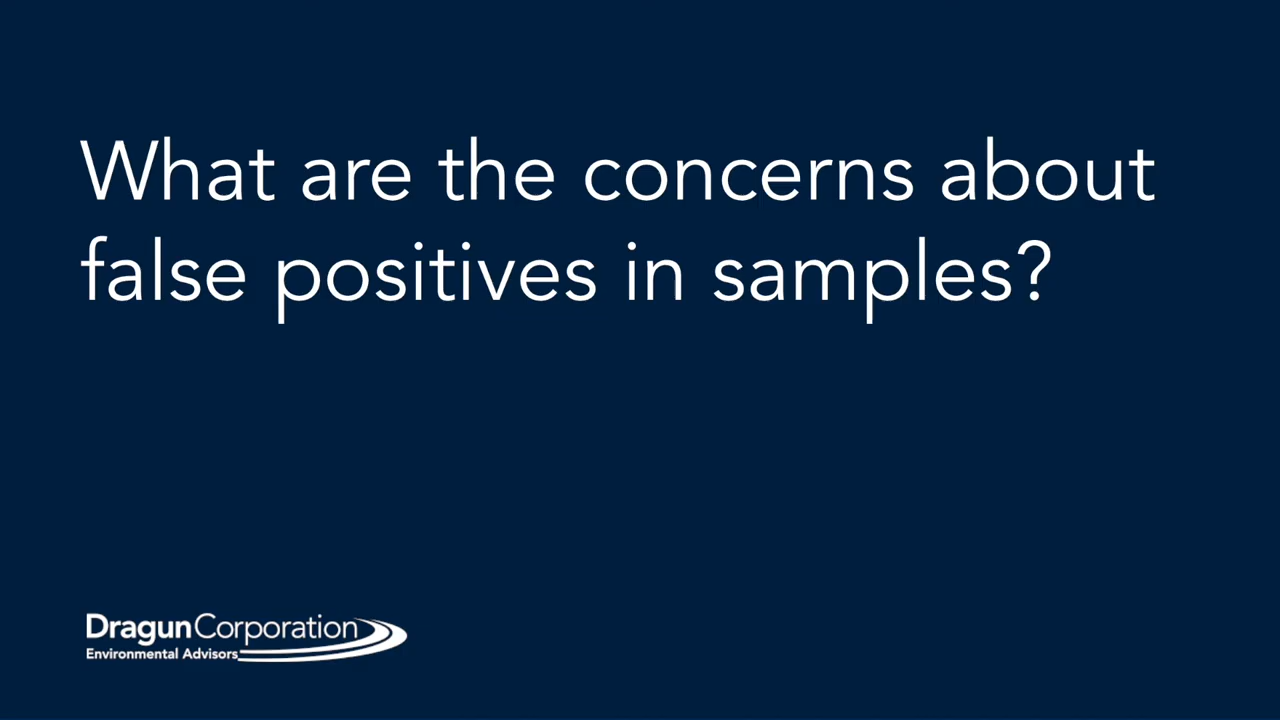 What are the concerns about
false positives in samples?
DragunCorporation
Environmental Advisors